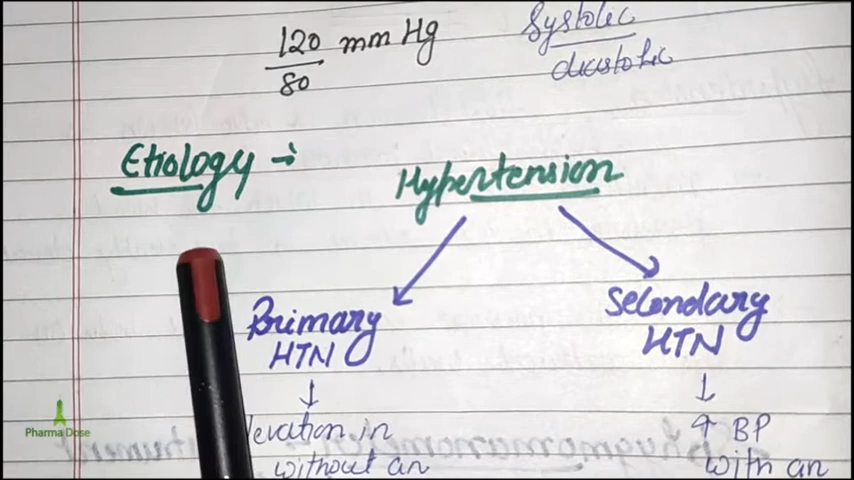 120 mm Hg Systolic
80 diastolic
Etiology →
Hypertension
Primary HTN
Secondary HTN
↓ ↓
levation in ↑ BP
without an with an
Pharma Dose